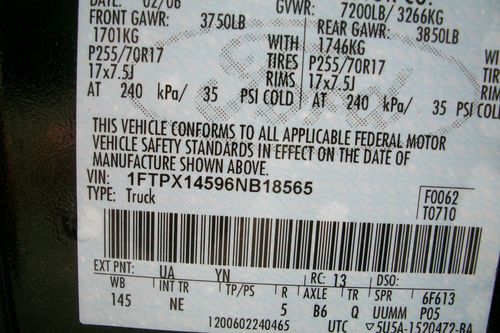 DATE: 02/06 GVWR: 7200LB/ 3266KG
FRONT GAWR: 3750LB REAR GAWR: 3850LB
1701KG WITH 1746KG WITH
P255/70R17 TIRES P255/70R17 TIRES
17x7.5J RIMS 17x7.5J RIMS
AT 240 kPa/ 35 PSI COLD AT 240 kPa/ 35 PSI COLD
Ford
THIS VEHICLE CONFORMS TO ALL APPLICABLE FEDERAL MOTOR
VEHICLE SAFETY STANDARDS IN EFFECT ON THE DATE OF
MANUFACTURE SHOWN ABOVE.
VIN: 1FTPX14596NB18565
TYPE: Truck
F0062
T0710
EXT PNT: UA YN RC: 13 DSO:
WB INT TR TP/PS R AXLE TR SPR 6F613
145 NE 5 B6 Q UUMM P05
1200602240465 UTC 5U5A-1520472-BA